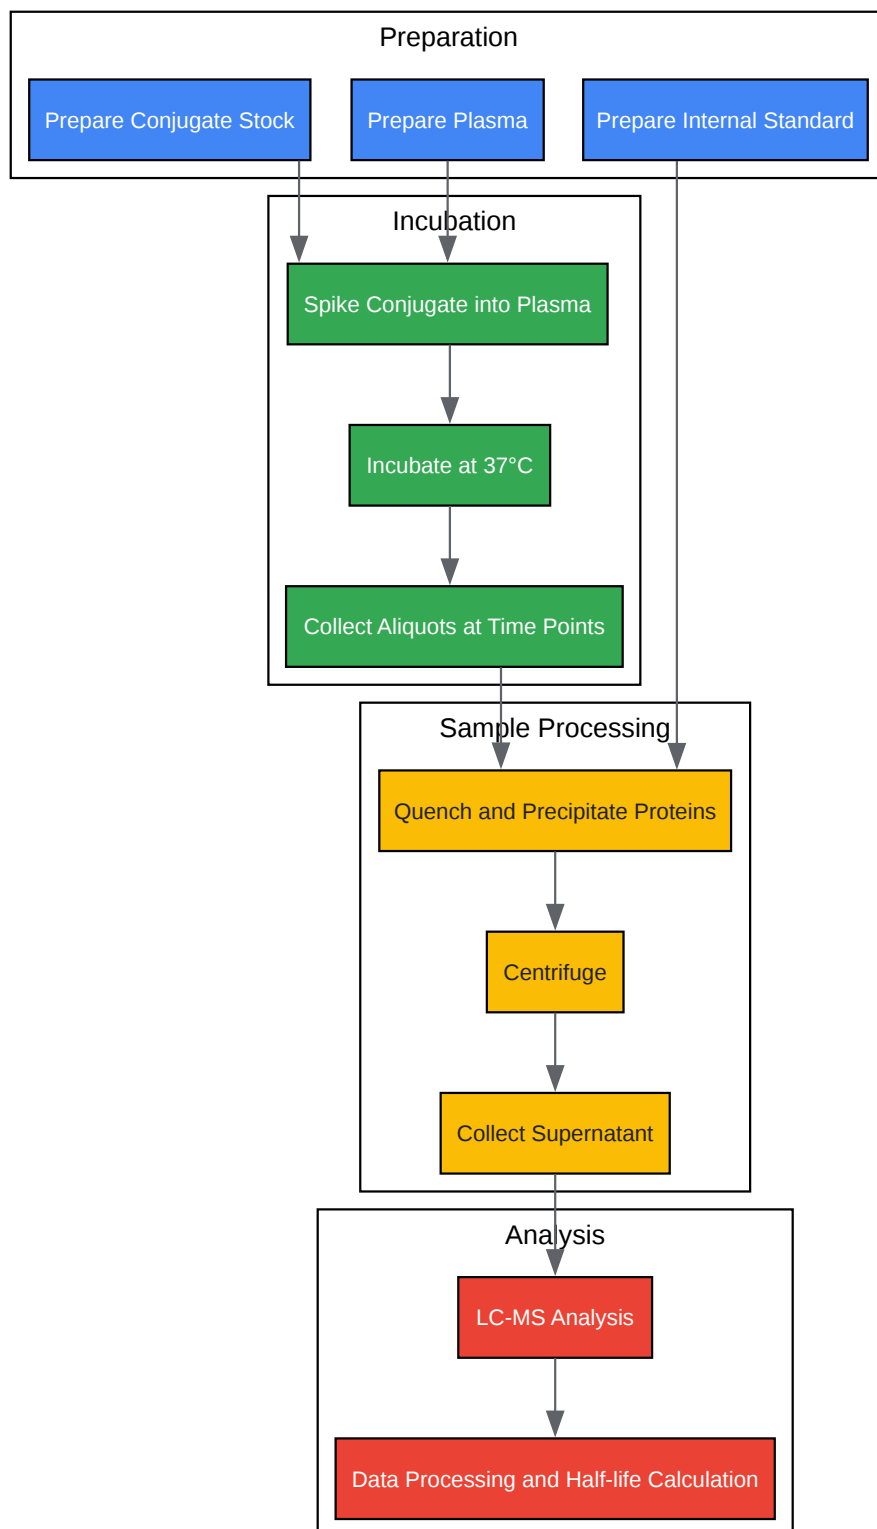 Preparation
Prepare Conjugate Stock
Prepare Plasma
Prepare Internal Standard
Incubation
Spike Conjugate into Plasma
Incubate at 37°C
Collect Aliquots at Time Points
Sample Processing
Quench and Precipitate Proteins
Centrifuge
Collect Supernatant
Analysis
LC-MS Analysis
Data Processing and Half-life Calculation